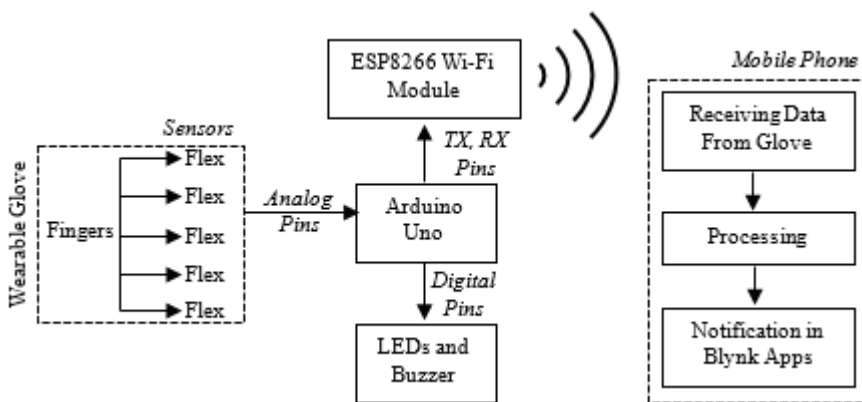 Wearable Glove
Sensors
Fingers
Flex
Flex
Flex
Flex
Flex
Analog
Pins
ESP8266 Wi-Fi
Module
TX, RX
Pins
Arduino
Uno
Digital
Pins
LEDs and
Buzzer
Mobile Phone
Receiving Data
From Glove
Processing
Notification in
Blynk Apps